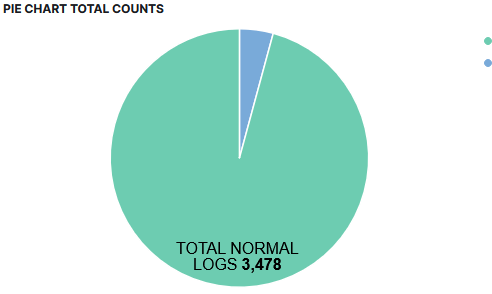 PIE CHART TOTAL COUNTS
TOTAL NORMAL
LOGS 3,478